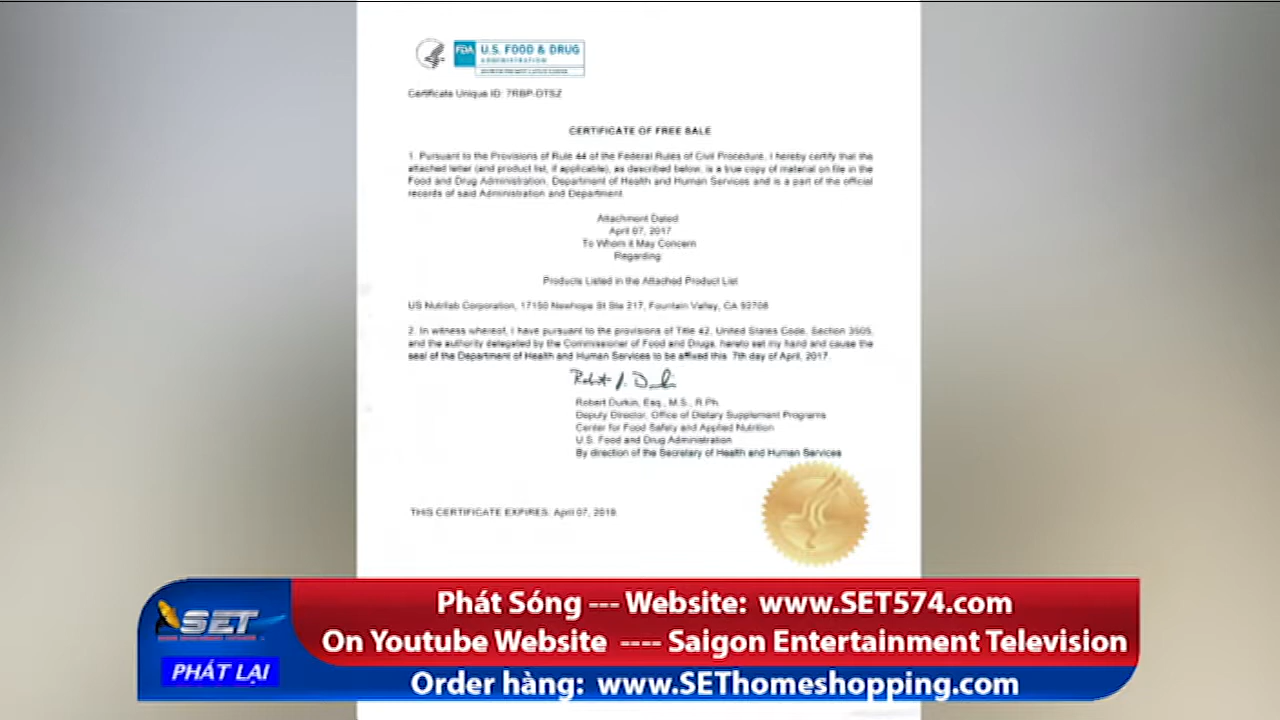 FDA
U.S. FOOD & DRUG
ADMINISTRATION
Certificate Unique ID: 7RBP-DTSZ
CERTIFICATE OF FREE SALE
1. Pursuant to the Provisions of Rule 44 of the Federal Rules of Civil Procedure, I hereby certify that the
attached letter (and product list, if applicable), as described below, is a true copy of material on file in the
Food and Drug Administration, Department of Health and Human Services and is a part of the official
records of said Administration and Department.
Attachment Dated
April 07, 2017
To Whom it May Concern
Regarding
Products Listed in the Attached Product List
US Nutrilab Corporation, 17150 Newhope St Ste 217, Fountain Valley, CA 92708
2. In witness whereof, I have pursuant to the provisions of Title 42, United States Code, Section 3505,
and the authority delegated by the Commissioner of Food and Drugs, hereto set my hand and cause the
seal of the Department of Health and Human Services to be affixed this 7th day of April, 2017.
Robert Durkin, Esq., M.S., R.Ph.
Deputy Director, Office of Dietary Supplement Programs
Center for Food Safety and Applied Nutrition
U.S. Food and Drug Administration
By direction of the Secretary of Health and Human Services
THIS CERTIFICATE EXPIRES: April 07, 2019
SET
PHÁT LẠI
Phát Sóng --- Website: www.SET574.com
On Youtube Website ---- Saigon Entertainment Television
Order hàng: www.SEThomeshopping.com